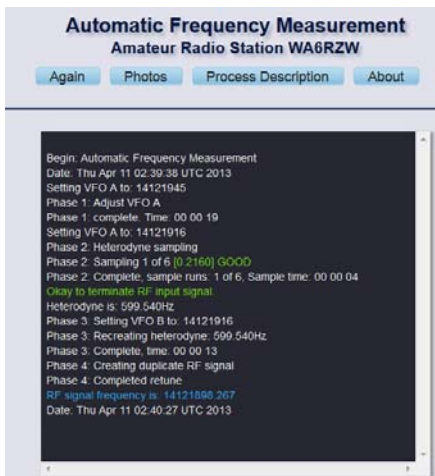 Automatic Frequency Measurement
Amateur Radio Station WA6RZW
Again Photos Process Description About
Begin: Automatic Frequency Measurement
Date: Thu Apr 11 02:39:38 UTC 2013
Setting VFO A to: 14121945
Phase 1: Adjust VFO A
Phase 1: complete. Time: 00 00 19
Setting VFO A to: 14121916
Phase 2: Heterodyne sampling
Phase 2: Sampling 1 of 6 [0.2160] GOOD
Phase 2: Complete, sample runs: 1 of 6, Sample time: 00 00 04
Okay to terminate RF input signal.
Heterodyne is: 599.540Hz
Phase 3: Setting VFO B to: 14121916
Phase 3: Recreating heterodyne: 599.540Hz
Phase 3: Complete, time: 00 00 13
Phase 4: Creating duplicate RF signal
Phase 4: Completed retune
RF signal frequency is: 14121898.267
Date: Thu Apr 11 02:40:27 UTC 2013